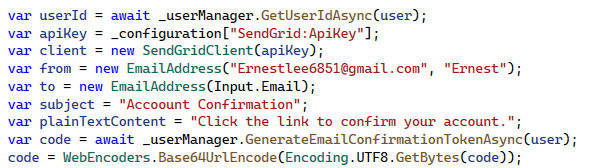 var userId = await _userManager.GetUserIdAsync(user);
var apiKey = _configuration["SendGrid:ApiKey"];
var client = new SendGridClient(apiKey);
var from = new EmailAddress("Ernestlee6851@gmail.com", "Ernest");
var to = new EmailAddress(Input.Email);
var subject = "Accoount Confirmation";
var plainTextContent = "Click the link to confirm your account.";
var code = await _userManager.GenerateEmailConfirmationTokenAsync(user);
code = WebEncoders.Base64UrlEncode(Encoding.UTF8.GetBytes(code));